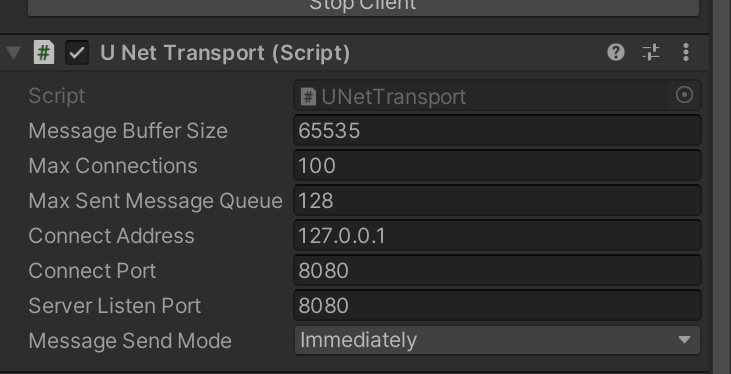 Stop Client
U Net Transport (Script)
Script UNetTransport
Message Buffer Size 65535
Max Connections 100
Max Sent Message Queue 128
Connect Address 127.0.0.1
Connect Port 8080
Server Listen Port 8080
Message Send Mode Immediately